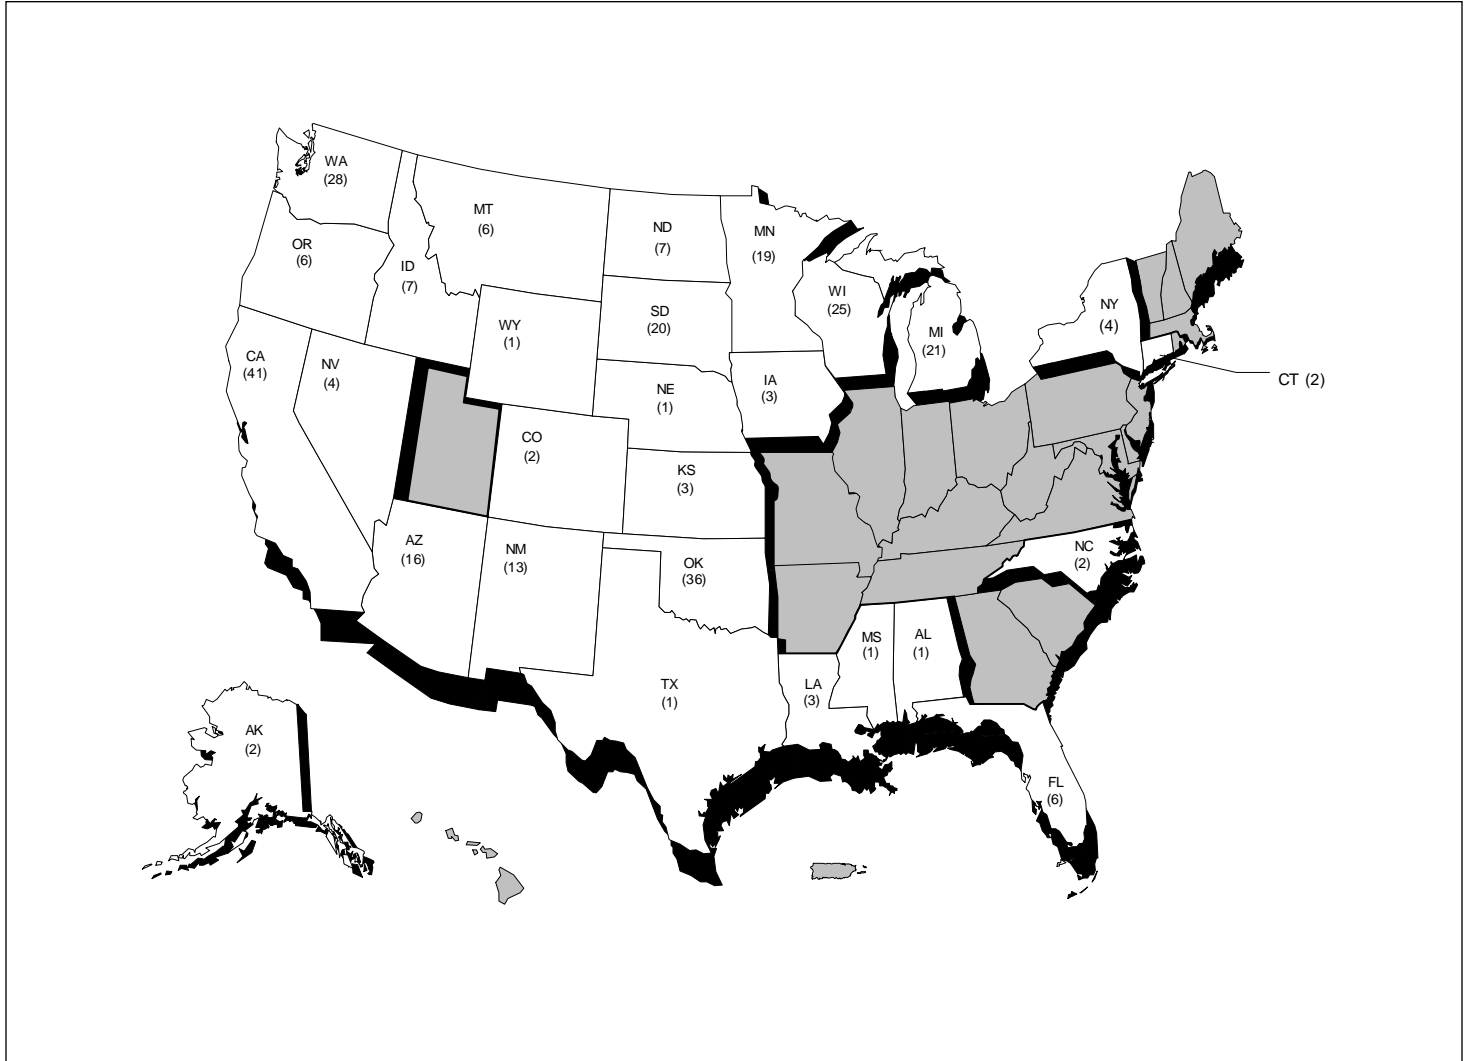 WA
(28)
MT
(6)
ND
(7)
MN
(19)
OR
(6)
ID
(7)
WI
(25)
SD
(20)
WY
(1)
NY
(4)
MI
(21)
CA
(41)
NV
(4)
NE
(1)
IA
(3)
CT (2)
CO
(2)
KS
(3)
AZ
(16)
NM
(13)
OK
(36)
NC
(2)
MS
(1)
AL
(1)
TX
(1)
LA
(3)
AK
(2)
FL
(6)